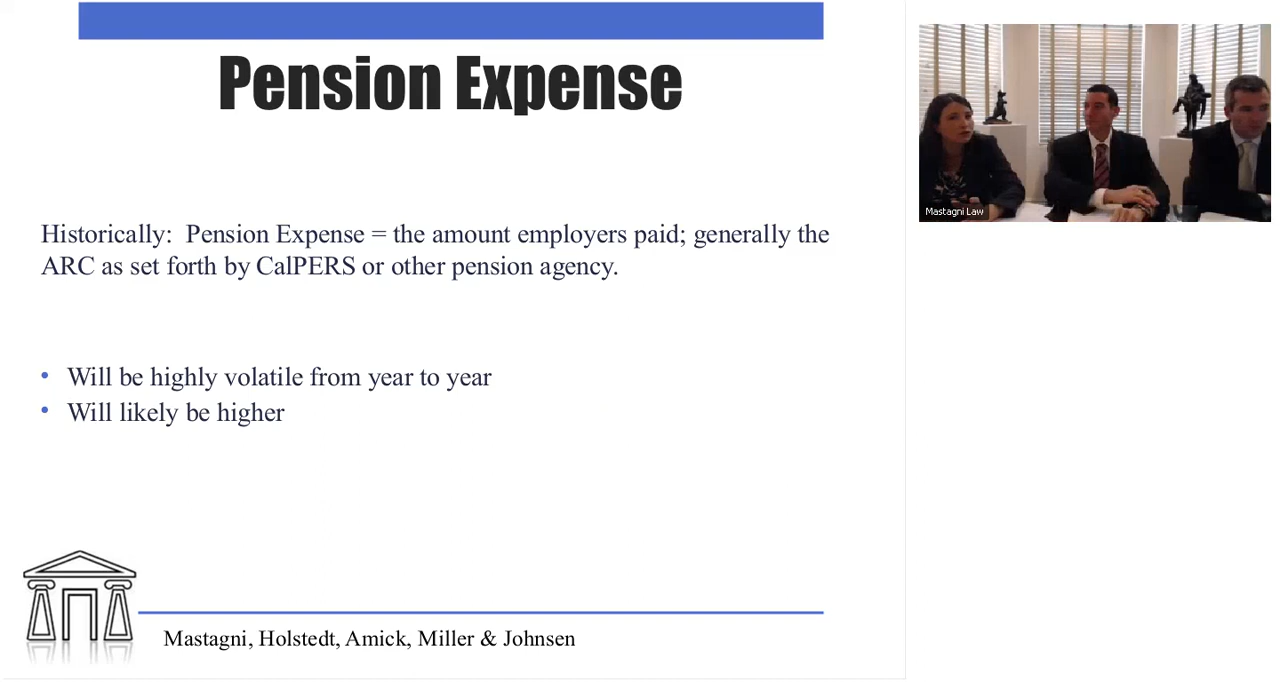 Pension Expense
Historically: Pension Expense = the amount employers paid; generally the
ARC as set forth by CalPERS or other pension agency.
• Will be highly volatile from year to year
• Will likely be higher
Mastagni, Holstedt, Amick, Miller & Johnsen
Mastagni Law